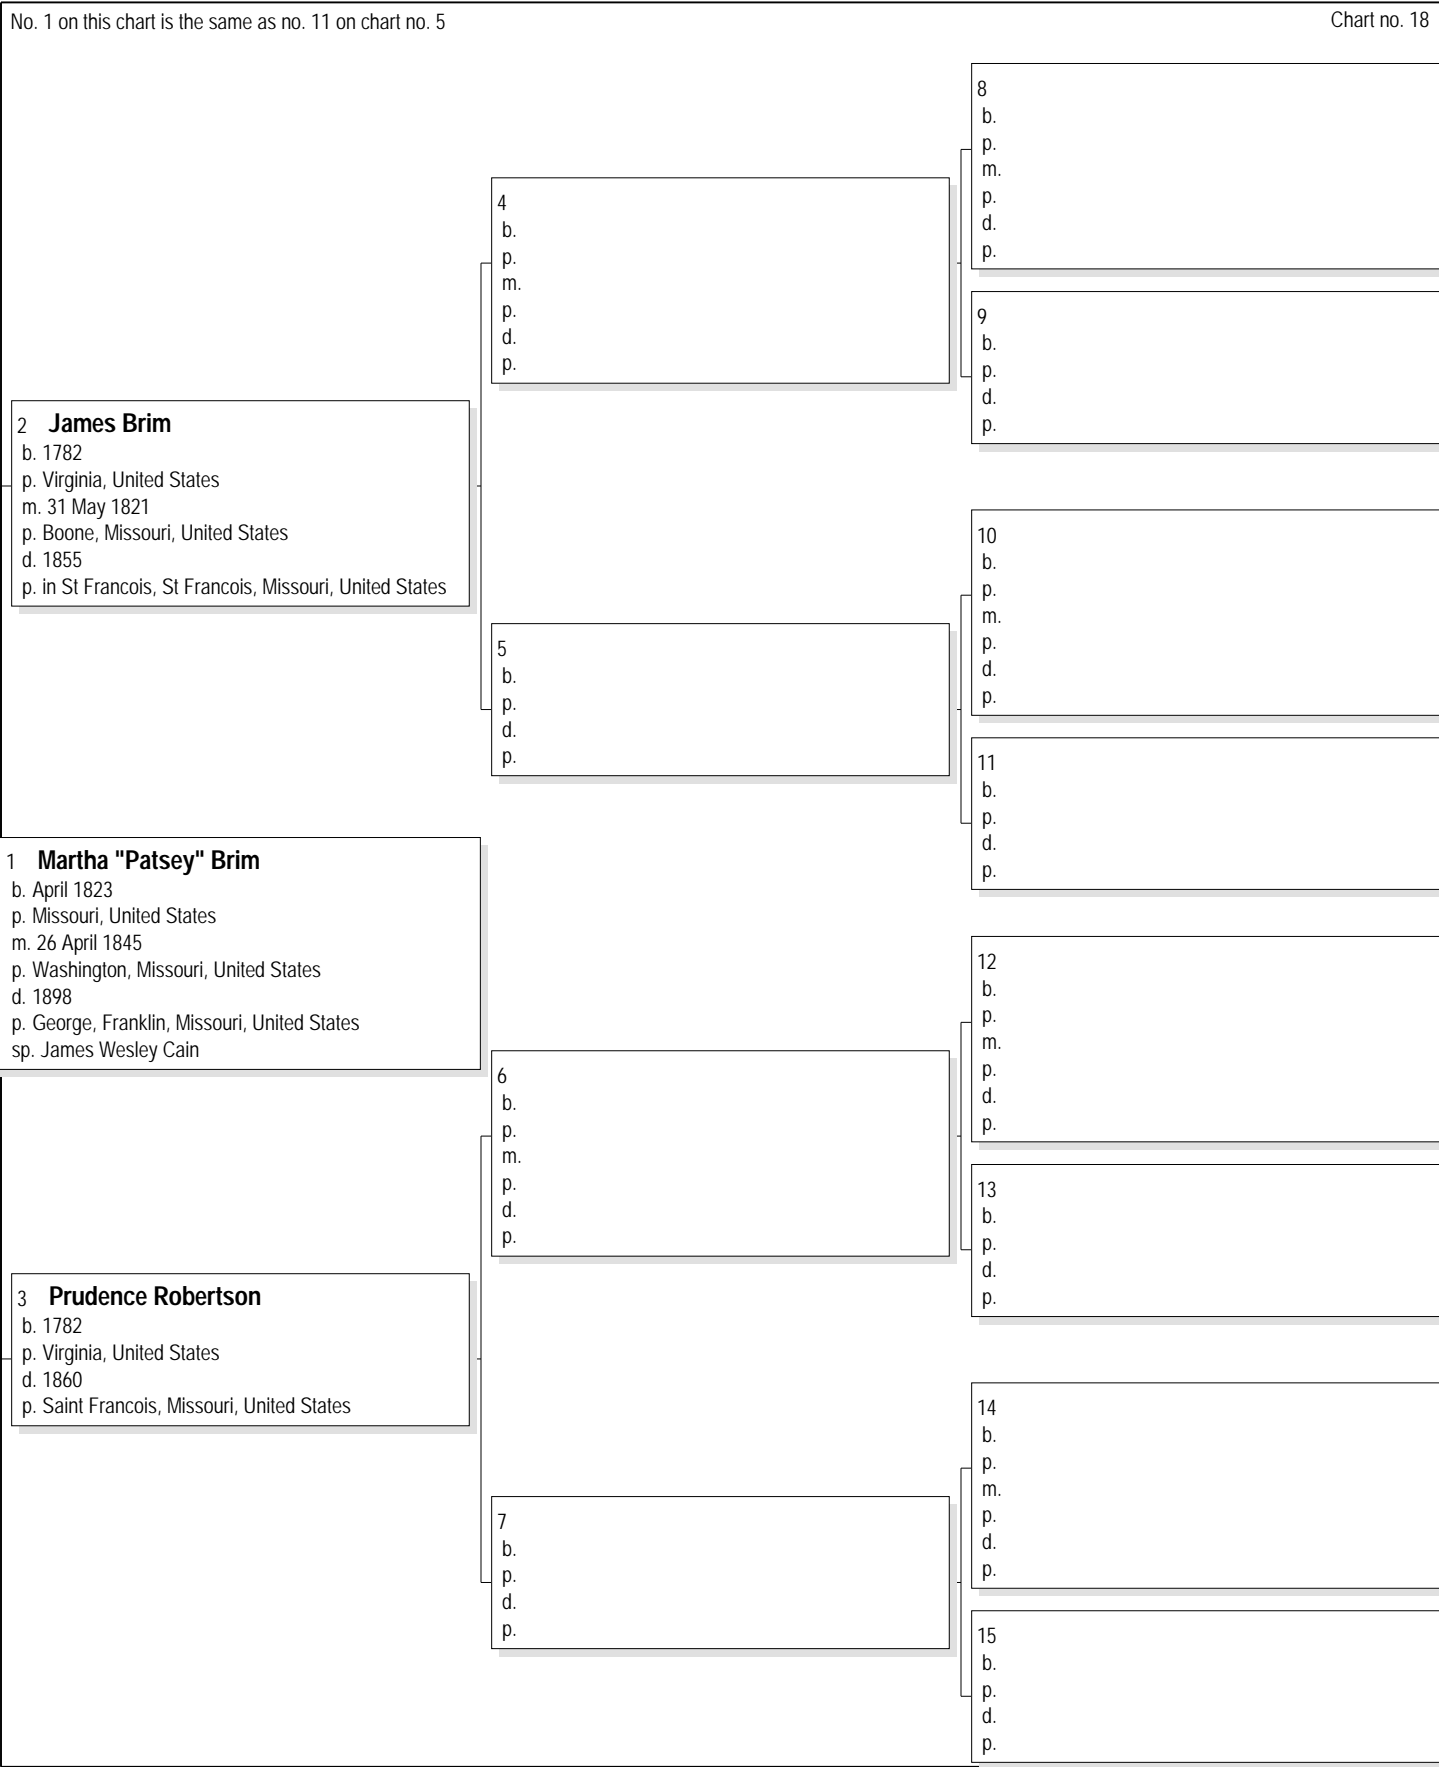 No. 1 on this chart is the same as no. 11 on chart no. 5
Chart no. 18
8
b.
p.
m.
p.
d.
p.
4
b.
p.
m.
p.
d.
p.
9
b.
p.
d.
p.
2 James Brim
b. 1782
p. Virginia, United States
m. 31 May 1821
p. Boone, Missouri, United States
d. 1855
p. in St Francois, St Francois, Missouri, United States
10
b.
p.
m.
p.
d.
p.
5
b.
p.
d.
p.
11
b.
p.
d.
p.
1 Martha "Patsey" Brim
b. April 1823
p. Missouri, United States
m. 26 April 1845
p. Washington, Missouri, United States
d. 1898
p. George, Franklin, Missouri, United States
sp. James Wesley Cain
12
b.
p.
m.
p.
d.
p.
6
b.
p.
m.
p.
d.
p.
13
b.
p.
d.
p.
3 Prudence Robertson
b. 1782
p. Virginia, United States
d. 1860
p. Saint Francois, Missouri, United States
14
b.
p.
m.
p.
d.
p.
7
b.
p.
d.
p.
15
b.
p.
d.
p.